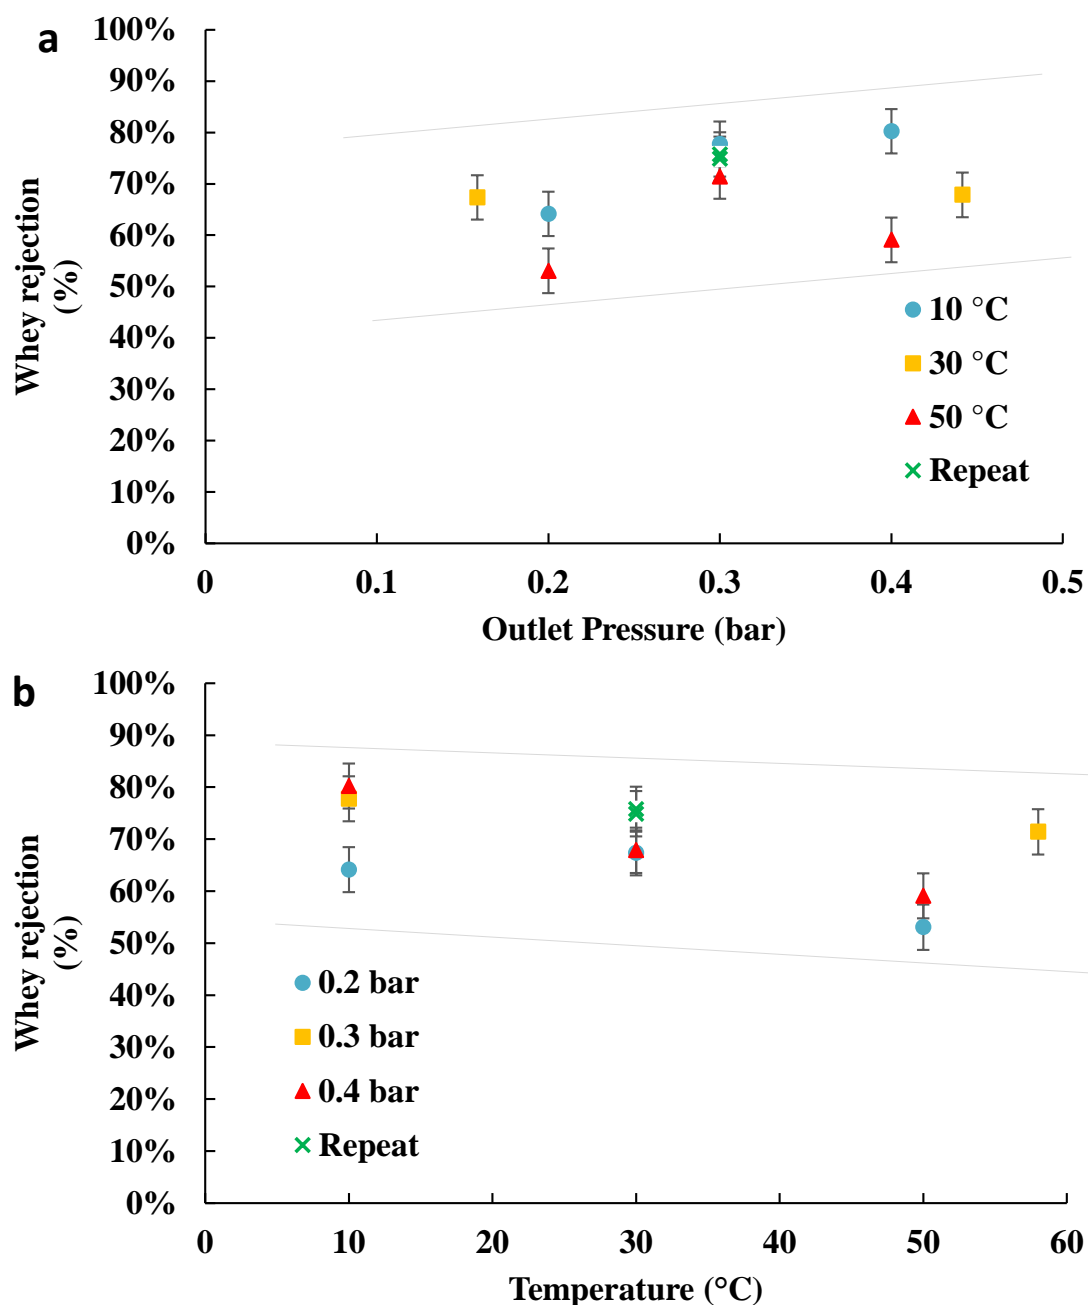 a
100%
90%
80%
70%
60%
50%
40%
30%
20%
10%
0%
Whey rejection
(%)
10 °C
30 °C
50 °C
Repeat
0
0.1
0.2
0.3
0.4
0.5
Outlet Pressure (bar)
b
100%
90%
80%
70%
60%
50%
40%
30%
20%
10%
0%
Whey rejection
(%)
0.2 bar
0.3 bar
0.4 bar
Repeat
0
10
20
30
40
50
60
Temperature (°C)